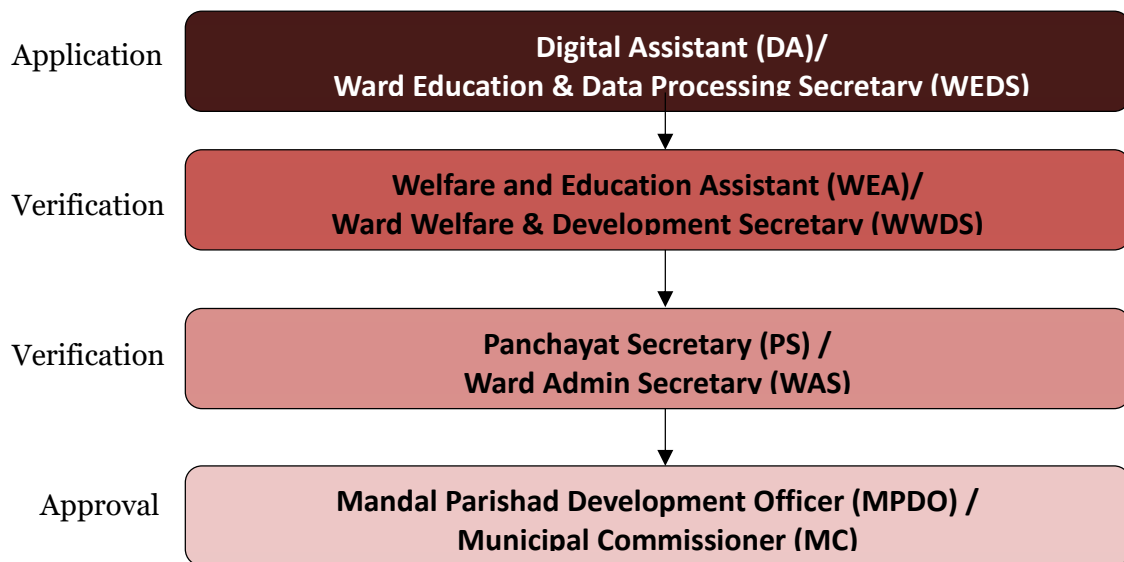 Application
Digital Assistant (DA)/
Ward Education & Data Processing Secretary (WEDS)
Verification
Welfare and Education Assistant (WEA)/
Ward Welfare & Development Secretary (WWDS)
Verification
Panchayat Secretary (PS) /
Ward Admin Secretary (WAS)
Approval
Mandal Parishad Development Officer (MPDO) /
Municipal Commissioner (MC)